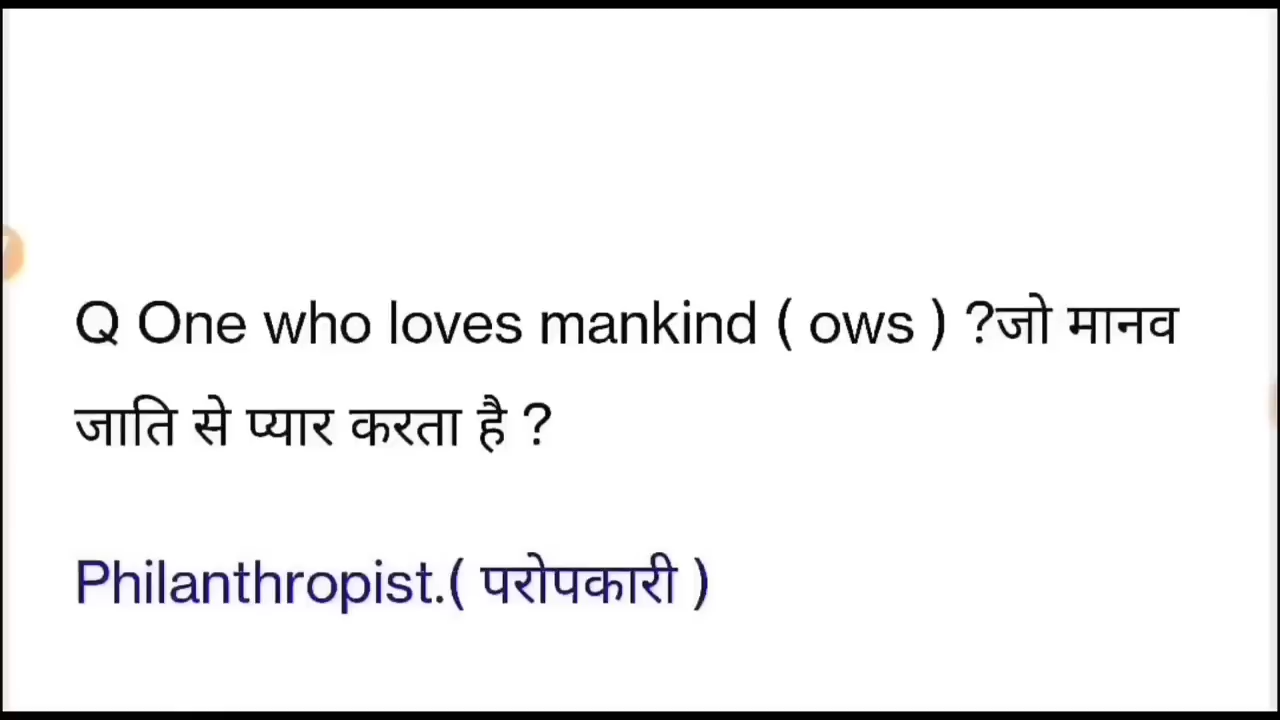 Q One who loves mankind ( ows ) ?जो मानव
जाति से प्यार करता है ?
Philanthropist.( परोपकारी )